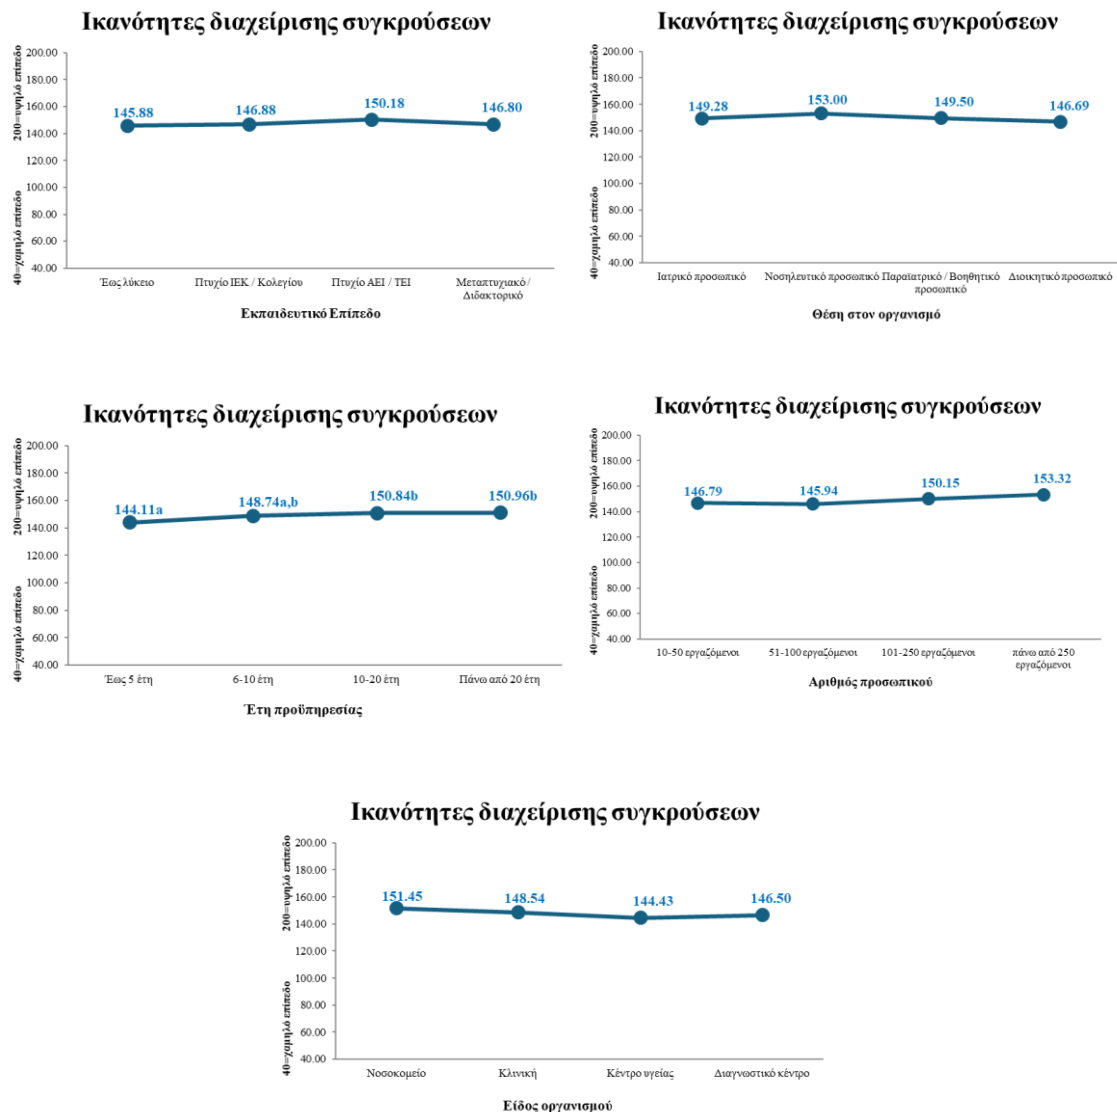 Ικανότητες διαχείρισης συγκρούσεων
200=υψηλό επίπεδο
40=χαμηλό επίπεδο
200.00
180.00
160.00
140.00
120.00
100.00
80.00
60.00
40.00
145.88
146.88
150.18
146.80
Έως λύκειο
Πτυχίο ΙΕΚ / Κολεγίου
Πτυχίο ΑΕΙ / ΤΕΙ
Μεταπτυχιακό /
Διδακτορικό
Εκπαιδευτικό Επίπεδο
Ικανότητες διαχείρισης συγκρούσεων
200=υψηλό επίπεδο
40=χαμηλό επίπεδο
200.00
180.00
160.00
140.00
120.00
100.00
80.00
60.00
40.00
149.28
153.00
149.50
146.69
Ιατρικό προσωπικό
Νοσηλευτικό προσωπικό
Παραϊατρικό / Βοηθητικό
προσωπικό
Διοικητικό προσωπικό
Θέση στον οργανισμό
Ικανότητες διαχείρισης συγκρούσεων
200=υψηλό επίπεδο
40=χαμηλό επίπεδο
200.00
180.00
160.00
140.00
120.00
100.00
80.00
60.00
40.00
144.11a
148.74a,b
150.84b
150.96b
Έως 5 έτη
6-10 έτη
10-20 έτη
Πάνω από 20 έτη
Έτη προϋπηρεσίας
Ικανότητες διαχείρισης συγκρούσεων
200=υψηλό επίπεδο
40=χαμηλό επίπεδο
200.00
180.00
160.00
140.00
120.00
100.00
80.00
60.00
40.00
146.79
145.94
150.15
153.32
10-50 εργαζόμενοι
51-100 εργαζόμενοι
101-250 εργαζόμενοι
πάνω από 250
εργαζόμενοι
Αριθμός προσωπικού
Ικανότητες διαχείρισης συγκρούσεων
200=υψηλό επίπεδο
40=χαμηλό επίπεδο
200.00
180.00
160.00
140.00
120.00
100.00
80.00
60.00
40.00
151.45
148.54
144.43
146.50
Νοσοκομείο
Κλινική
Κέντρο υγείας
Διαγνωστικό κέντρο
Είδος οργανισμού